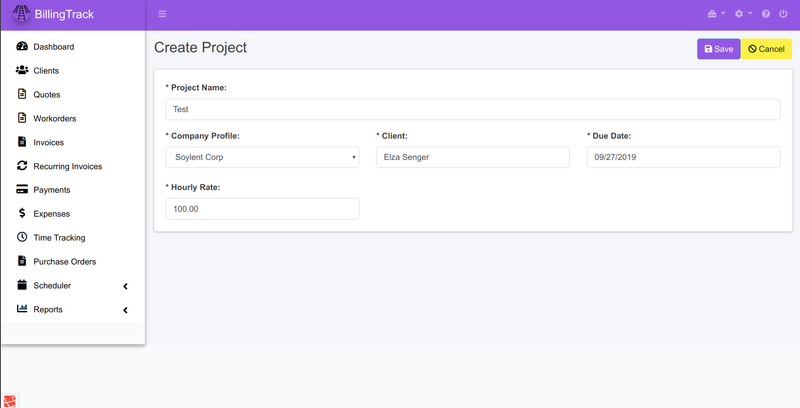 BillingTrack
Create Project
Save
Cancel
Dashboard
Clients
Quotes
Workorders
Invoices
Recurring Invoices
Payments
Expenses
Time Tracking
Purchase Orders
Scheduler
Reports
* Project Name:
Test
* Company Profile:
* Client:
* Due Date:
Soylent Corp
Elza Senger
09/27/2019
* Hourly Rate:
100.00